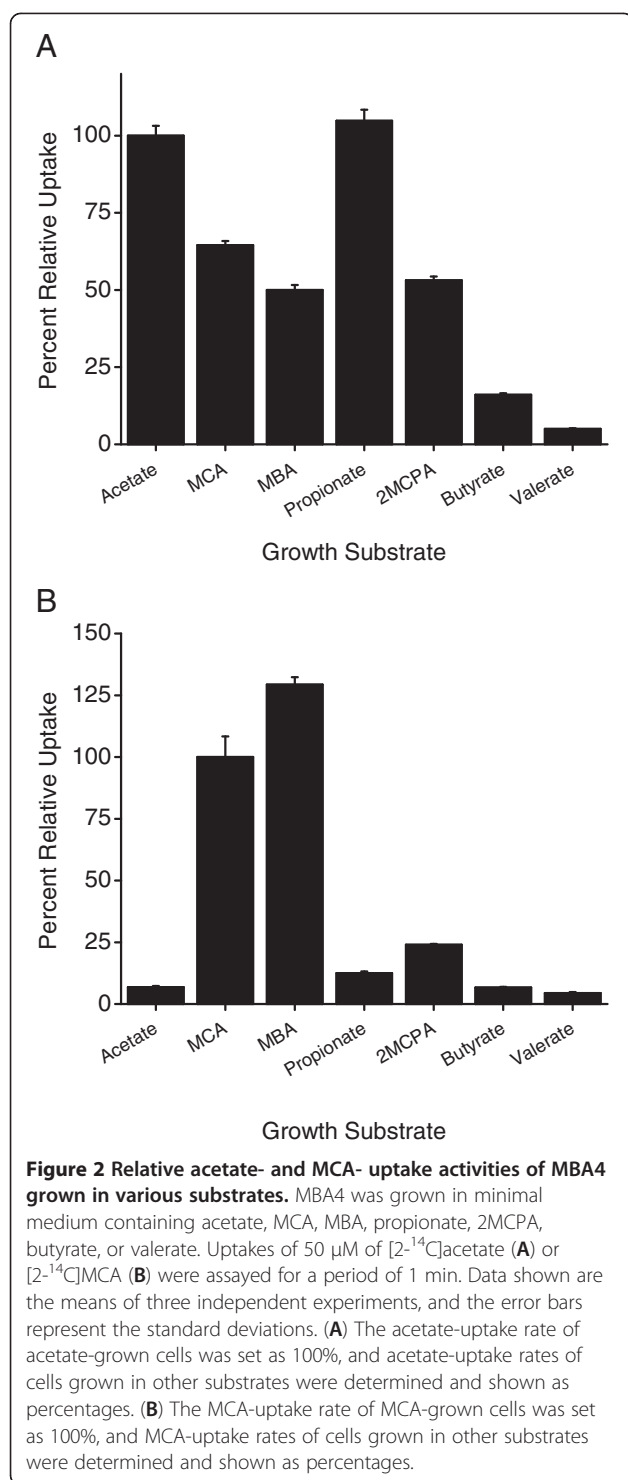 A
Percent Relative Uptake
100
75
50
25
0
Acetate
MCA
MBA
Propionate
2MCPA
Butyrate
Valerate
Growth Substrate
B
Percent Relative Uptake
150
125
100
75
50
25
0
Acetate
MCA
MBA
Propionate
2MCPA
Butyrate
Valerate
Growth Substrate
Figure 2 Relative acetate- and MCA- uptake activities of MBA4
grown in various substrates. MBA4 was grown in minimal
medium containing acetate, MCA, MBA, propionate, 2MCPA,
butyrate, or valerate. Uptakes of 50 μM of [2-¹⁴C]acetate (A) or
[2-¹⁴C]MCA (B) were assayed for a period of 1 min. Data shown are
the means of three independent experiments, and the error bars
represent the standard deviations. (A) The acetate-uptake rate of
acetate-grown cells was set as 100%, and acetate-uptake rates of
cells grown in other substrates were determined and shown as
percentages. (B) The MCA-uptake rate of MCA-grown cells was set
as 100%, and MCA-uptake rates of cells grown in other substrates
were determined and shown as percentages.